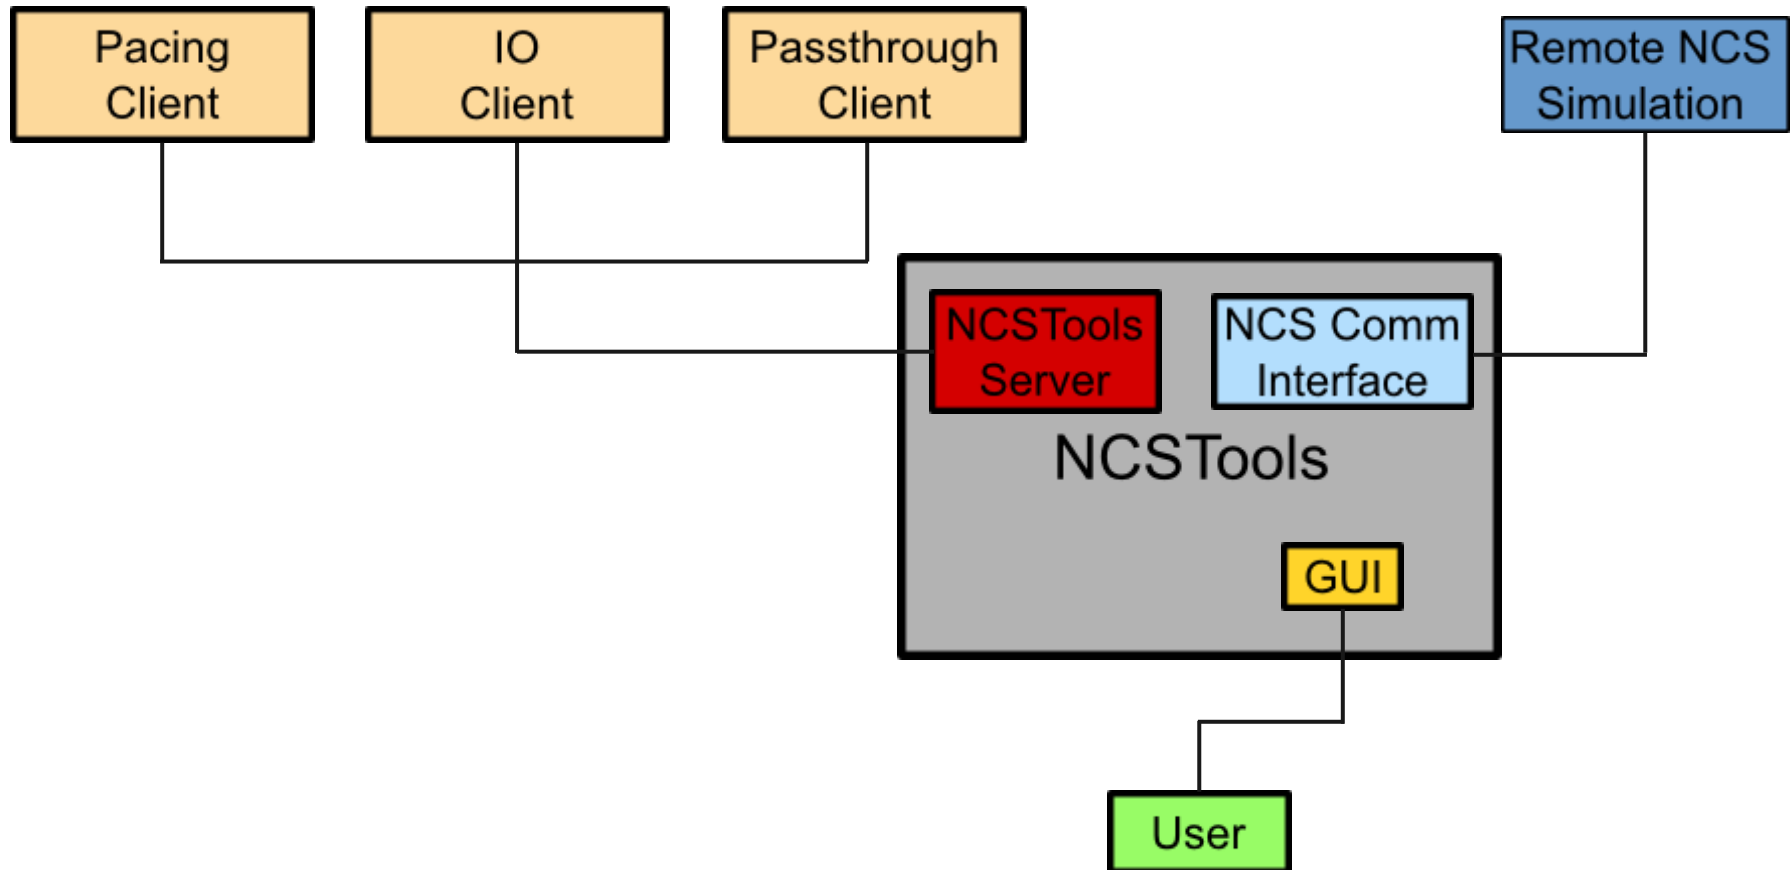 Pacing
Client
IO
Client
Passthrough
Client
Remote NCS
Simulation
NCSTools
Server
NCS Comm
Interface
NCSTools
GUI
User